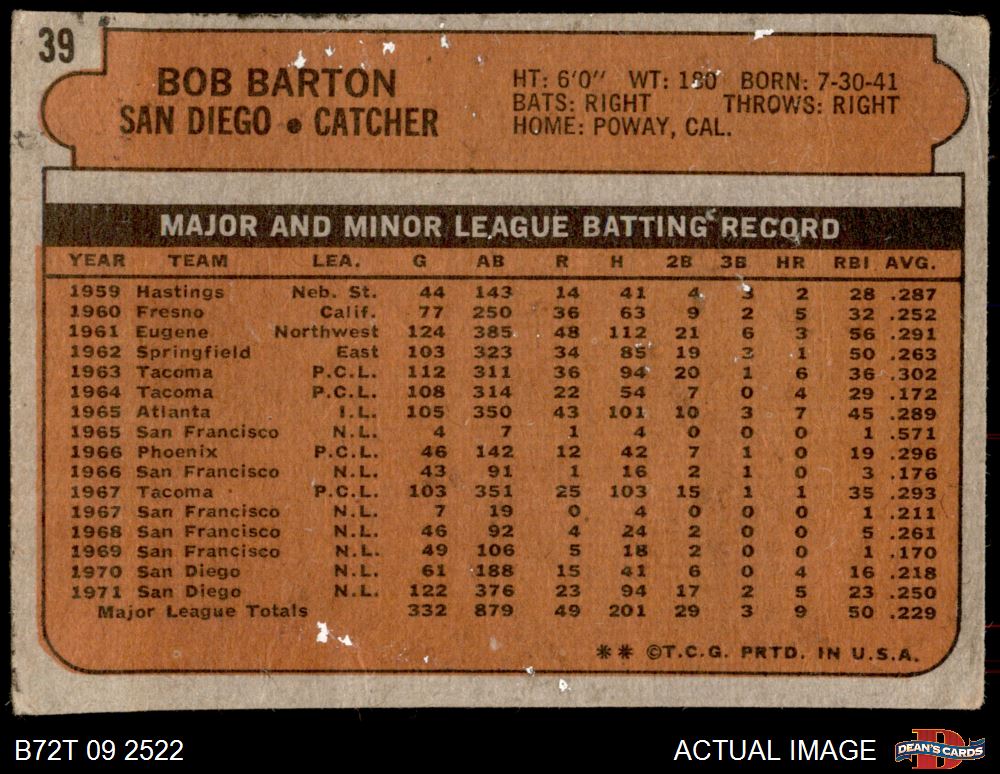 39
BOB BARTON
SAN DIEGO • CATCHER
HT: 6'0" WT: 180 BORN: 7-30-41
BATS: RIGHT THROWS: RIGHT
HOME: POWAY, CAL.
MAJOR AND MINOR LEAGUE BATTING RECORD
YEAR TEAM LEA. G AB R H 2B 3B HR RBI AVG.
1959 Hastings Neb. St. 44 143 14 41 4 3 2 28 .287
1960 Fresno Calif. 77 250 36 63 9 2 5 32 .252
1961 Eugene Northwest 124 385 48 112 21 6 3 56 .291
1962 Springfield East 103 323 34 85 19 3 1 50 .263
1963 Tacoma P.C.L. 112 311 36 94 20 1 6 36 .302
1964 Tacoma P.C.L. 108 314 22 54 7 0 4 29 .172
1965 Atlanta I.L. 105 350 43 101 10 3 7 45 .289
1965 San Francisco N.L. 4 7 1 4 0 0 0 1 .571
1966 Phoenix P.C.L. 46 142 12 42 7 1 0 19 .296
1966 San Francisco N.L. 43 91 1 16 2 1 0 3 .176
1967 Tacoma P.C.L. 103 351 25 103 15 1 1 35 .293
1967 San Francisco N.L. 7 19 0 4 0 0 0 1 .211
1968 San Francisco N.L. 46 92 4 24 2 0 0 5 .261
1969 San Francisco N.L. 49 106 5 18 2 0 0 1 .170
1970 San Diego N.L. 61 188 15 41 6 0 4 16 .218
1971 San Diego N.L. 122 376 23 94 17 2 5 23 .250
Major League Totals 332 879 49 201 29 3 9 50 .229
** ©T.C.G. PRTD. IN U.S.A.
B72T 09 2522
ACTUAL IMAGE
DEAN'S CARDS